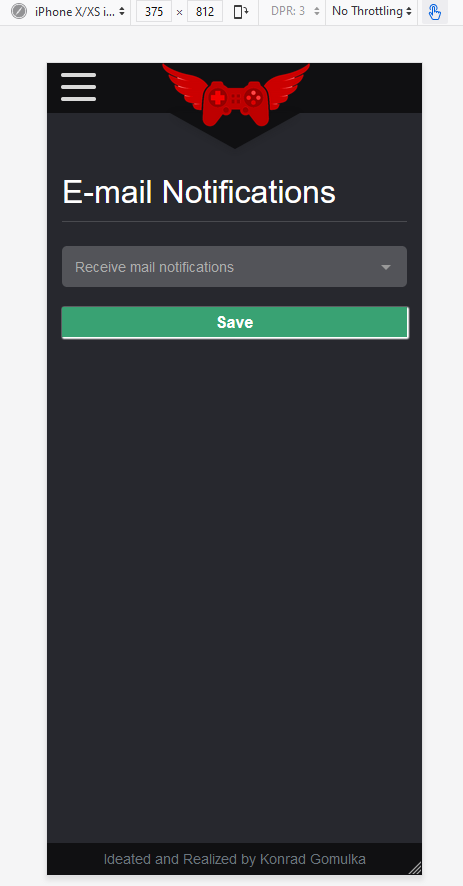 iPhone X/XS i... 375 × 812 DPR: 3 No Throttling
E-mail Notifications
Receive mail notifications
Save
Ideated and Realized by Konrad Gomulka